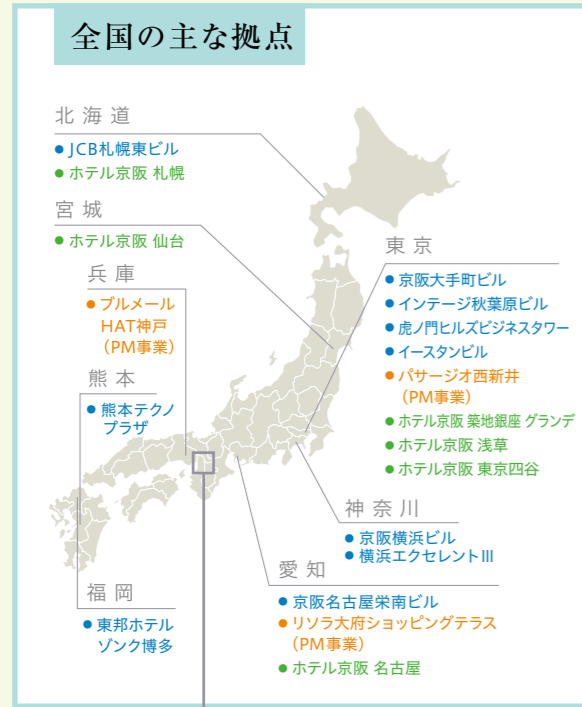 全国の主な拠点
北海道
● JCB札幌東ビル
● ホテル京阪 札幌
宮城
● ホテル京阪 仙台
兵庫
● ブルメール
HAT神戸
（PM事業）
熊本
● 熊本テクノ
プラザ
福岡
● 東邦ホテル
ゾンク博多
東京
● 京阪大手町ビル
● インテージ秋葉原ビル
● 虎ノ門ヒルズビジネスタワー
● イースタンビル
● パサージオ西新井
（PM事業）
● ホテル京阪 築地銀座 グランデ
● ホテル京阪 浅草
● ホテル京阪 東京四谷
神奈川
● 京阪横浜ビル
● 横浜エクセレントⅢ
愛知
● 京阪名古屋栄南ビル
● リソラ大府ショッピングテラス
（PM事業）
● ホテル京阪 名古屋